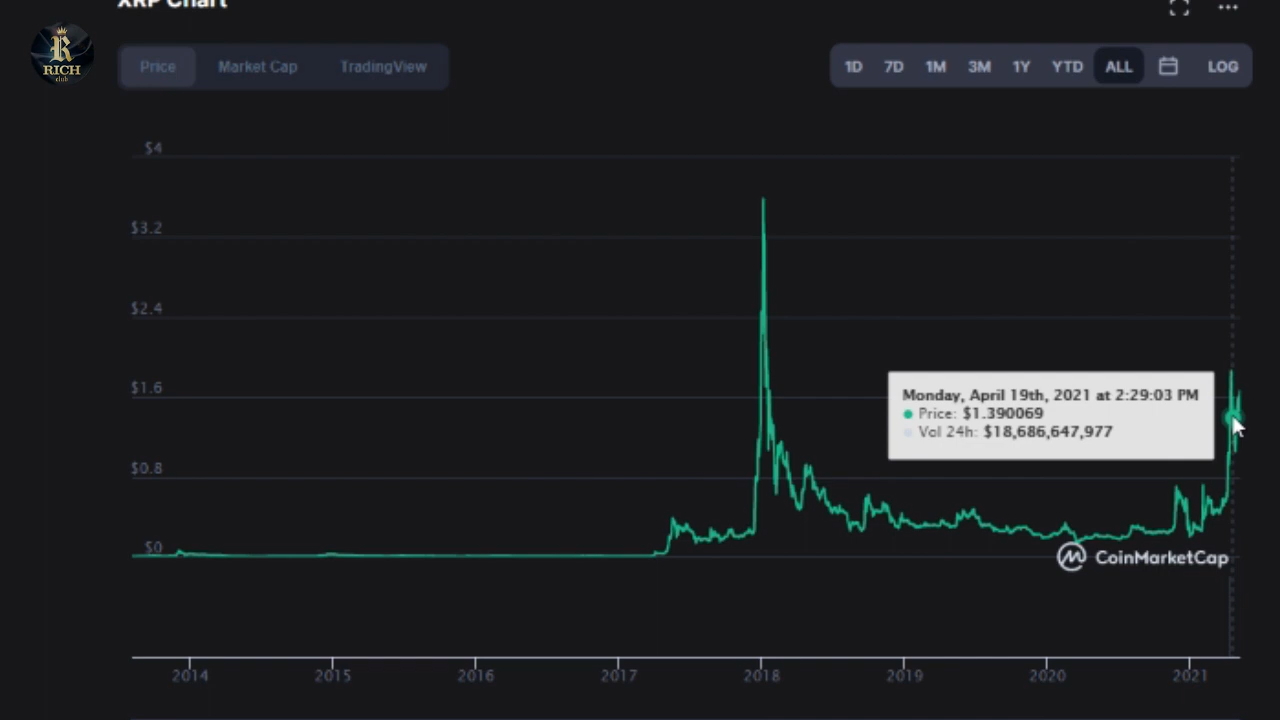 XRP Chart
R
RICH
club
Price Market Cap TradingView
1D 7D 1M 3M 1Y YTD ALL LOG
$4
$3.2
$2.4
$1.6
$0.8
$0
Monday, April 19th, 2021 at 2:29:03 PM
Price: $1.390069
Vol 24h: $18,686,647,977
CoinMarketCap
2014 2015 2016 2017 2018 2019 2020 2021